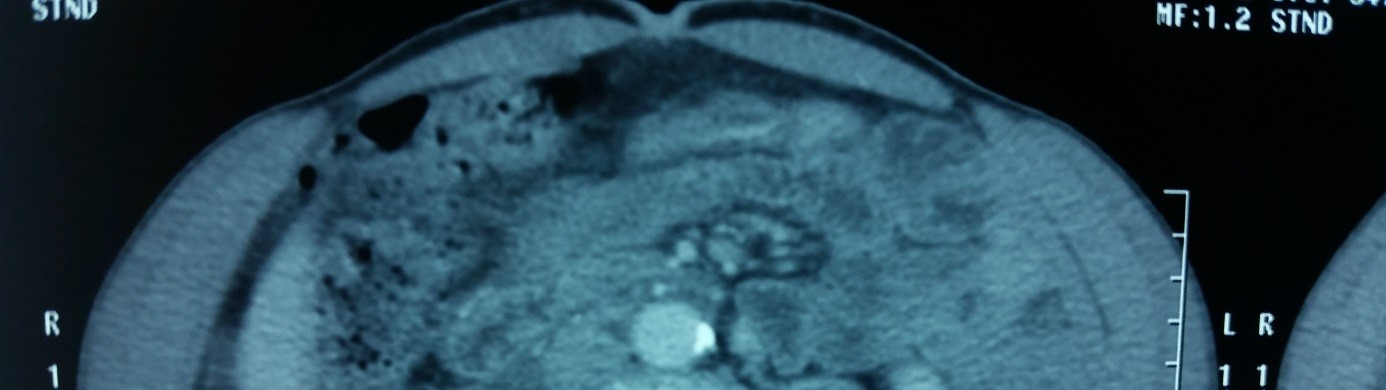 STND
MF:1.2 STND
R
1
L R
1 1